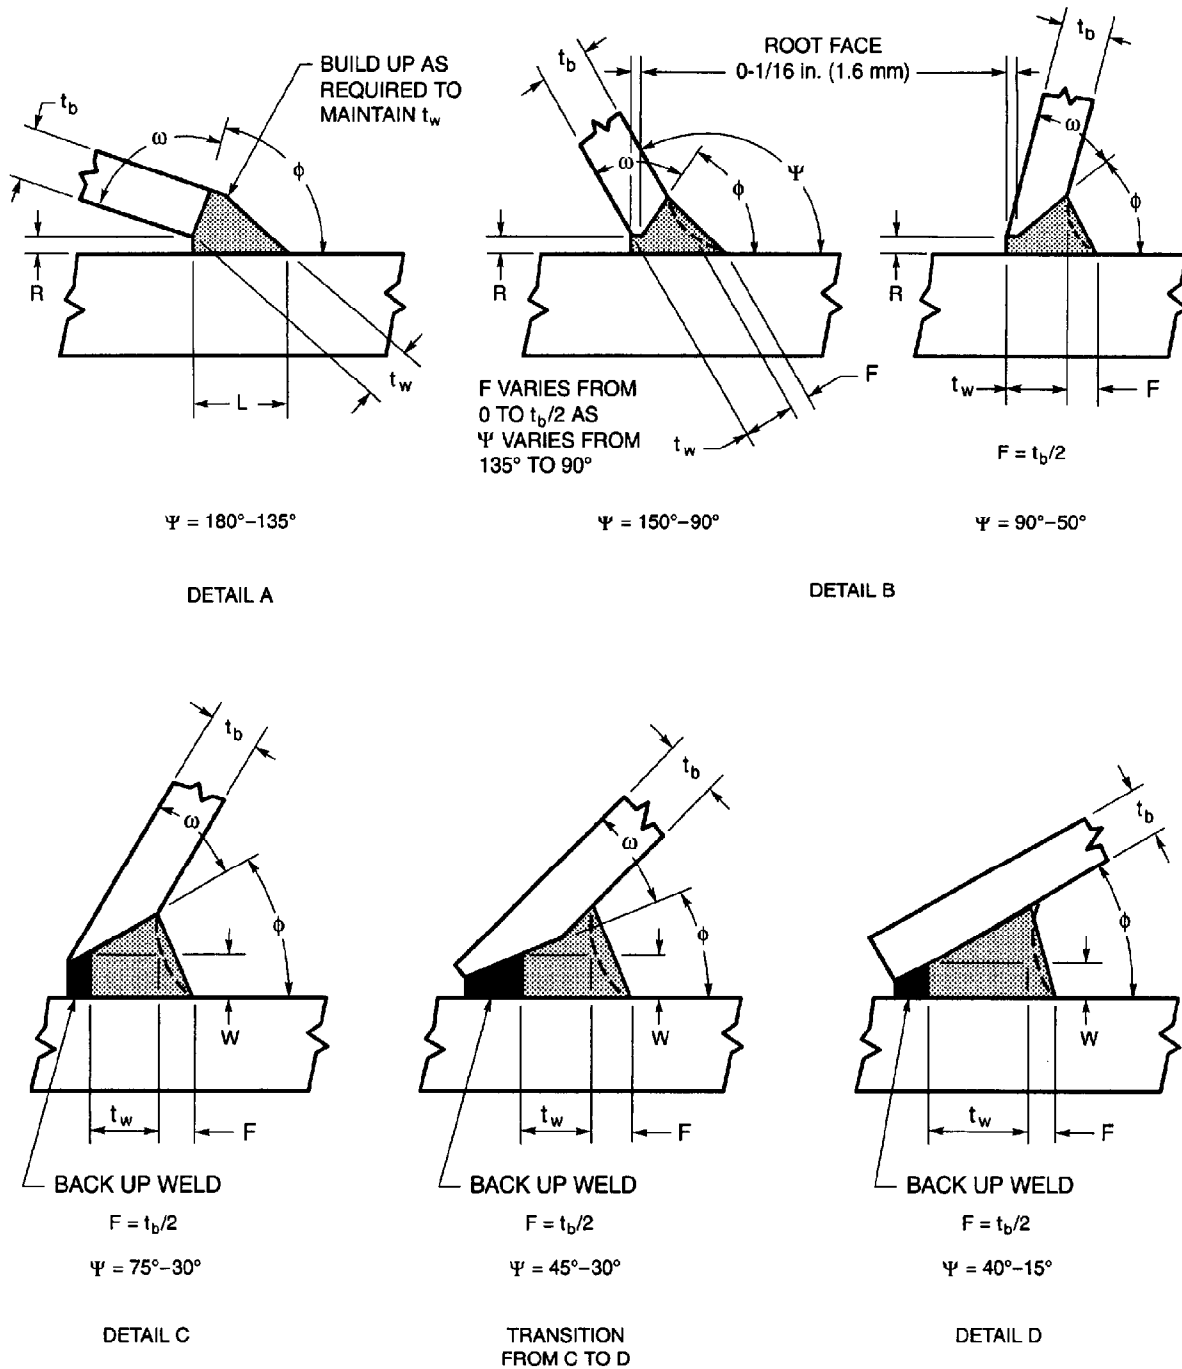 t_b
BUILD UP AS
REQUIRED TO
MAINTAIN t_w
ω
ϕ
R
L
t_w
Ψ = 180°–135°
DETAIL A
ROOT FACE
0-1/16 in. (1.6 mm)
t_b
ω
ϕ
Ψ
R
F
t_w
F VARIES FROM
0 TO t_b/2 AS
Ψ VARIES FROM
135° TO 90°
Ψ = 150°–90°
t_b
ω
ϕ
R
t_w
F
F = t_b/2
Ψ = 90°–50°
DETAIL B
t_b
ω
ϕ
W
t_w
F
BACK UP WELD
F = t_b/2
Ψ = 75°–30°
DETAIL C
t_b
ω
ϕ
W
t_w
F
BACK UP WELD
F = t_b/2
Ψ = 45°–30°
TRANSITION
FROM C TO D
t_b
ϕ
W
t_w
F
BACK UP WELD
F = t_b/2
Ψ = 40°–15°
DETAIL D